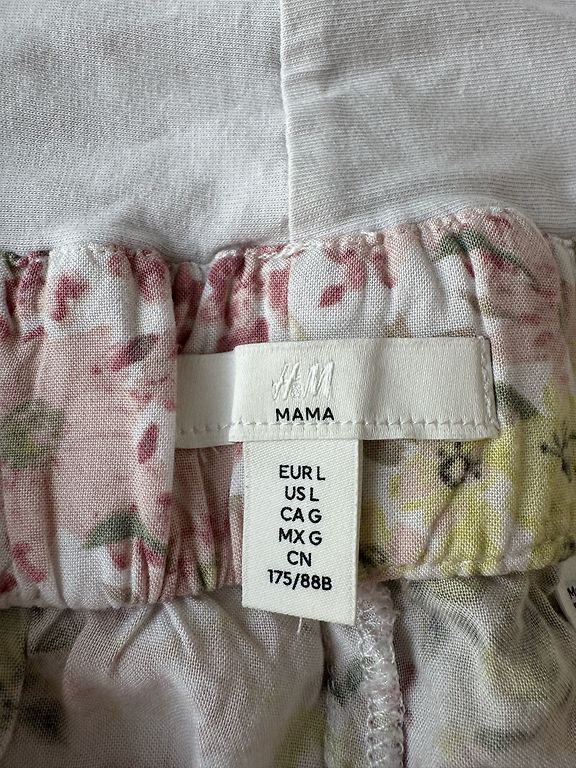 H&M
MAMA
EUR L
US L
CA G
MX G
CN
175/88B